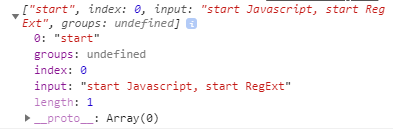 ["start", index: 0, input: "start Javascript, start Reg
Ext", groups: undefined]
0: "start"
groups: undefined
index: 0
input: "start Javascript, start RegExt"
length: 1
__proto__: Array(0)